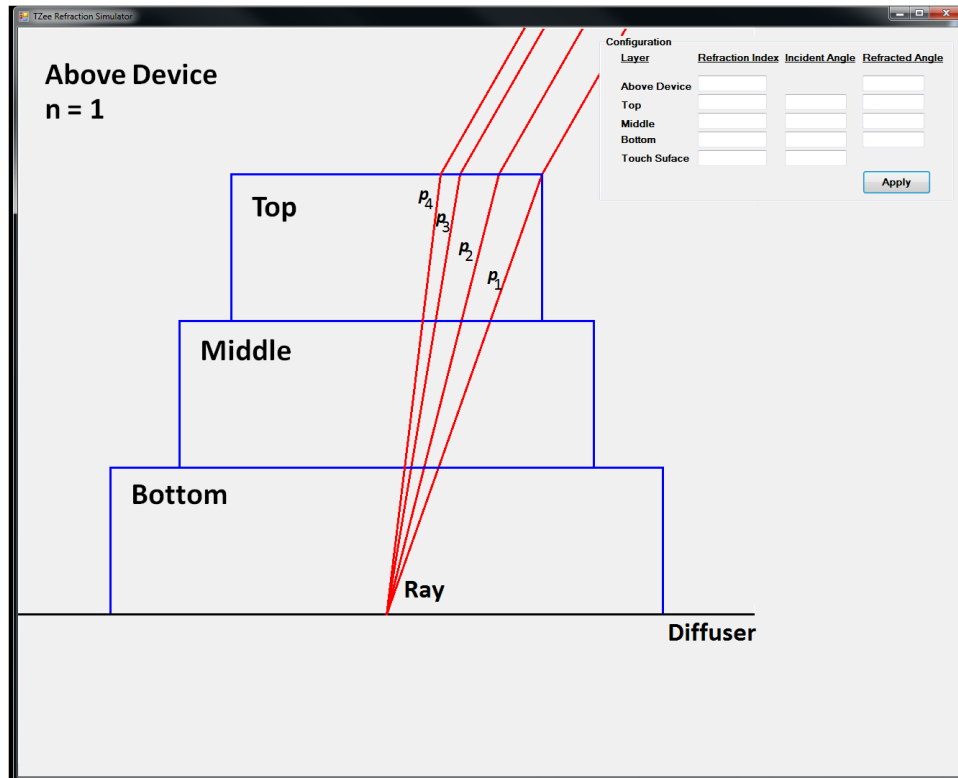 TZee Refraction Simulator
Above Device
n = 1
Configuration
Layer Refraction Index Incident Angle Refracted Angle
Above Device
Top
Middle
Bottom
Touch Suface
Apply
Top
p4
p3
p2
p1
Middle
Bottom
Ray
Diffuser